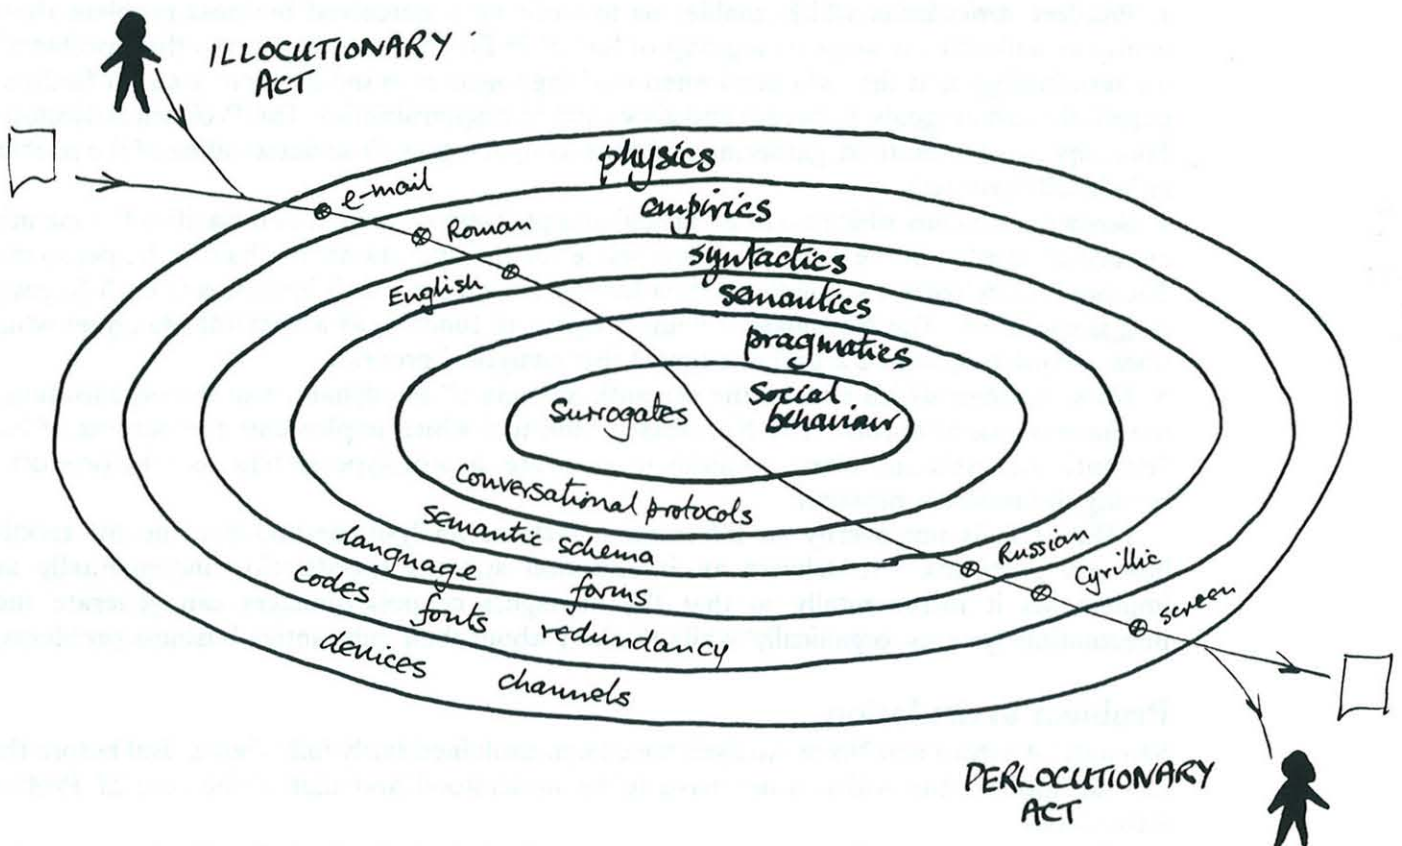 ILLOCUTIONARY
ACT
physics
e-mail
empirics
Roman
syntactics
English
semantics
pragmatics
Social
behaviour
Surrogates
conversational protocols
semantic schema
language
forms
codes
fonts
redundancy
devices
channels
Russian
Cyrillic
screen
PERLOCUTIONARY
ACT